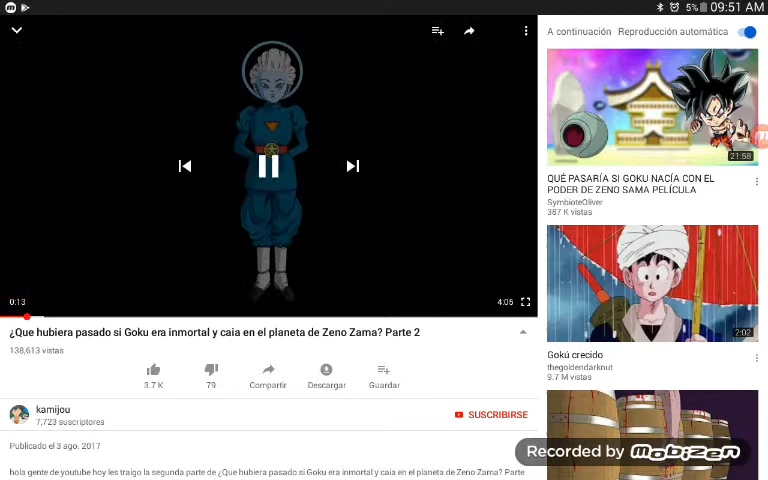 5% 09:51 AM
A continuación Reproducción automática
0:13
4:05
21:58
QUÉ PASARÍA SI GOKU NACÍA CON EL
PODER DE ZENO SAMA PELÍCULA
SymbioteOliver
387 K vistas
2:02
Gokú crecido
thegoldendarknut
9.7 M vistas
¿Que hubiera pasado si Goku era inmortal y caia en el planeta de Zeno Zama? Parte 2
138,613 vistas
3.7 K
79
Compartir
Descargar
Guardar
kamijou
7,723 suscriptores
SUSCRIBIRSE
Publicado el 3 ago. 2017
hola gente de youtube hoy les traigo la segunda parte de ¿Que hubiera pasado si Goku era inmortal y caia en el planeta de Zeno Zama? Parte
Recorded by Mobizen